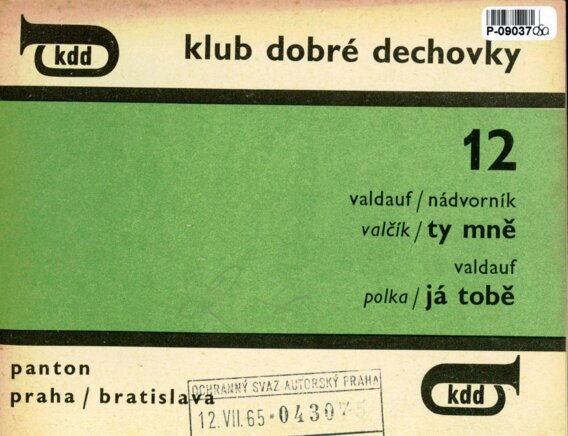 kdd
klub dobré dechovky
P-09037
12
valdauf / nádvorník
valčík / ty mně
valdauf
polka / já tobě
panton
praha / bratislava
kdd
OCHRANNÝ SVAZ AUTORSKÝ PRAHA
12.VII.65